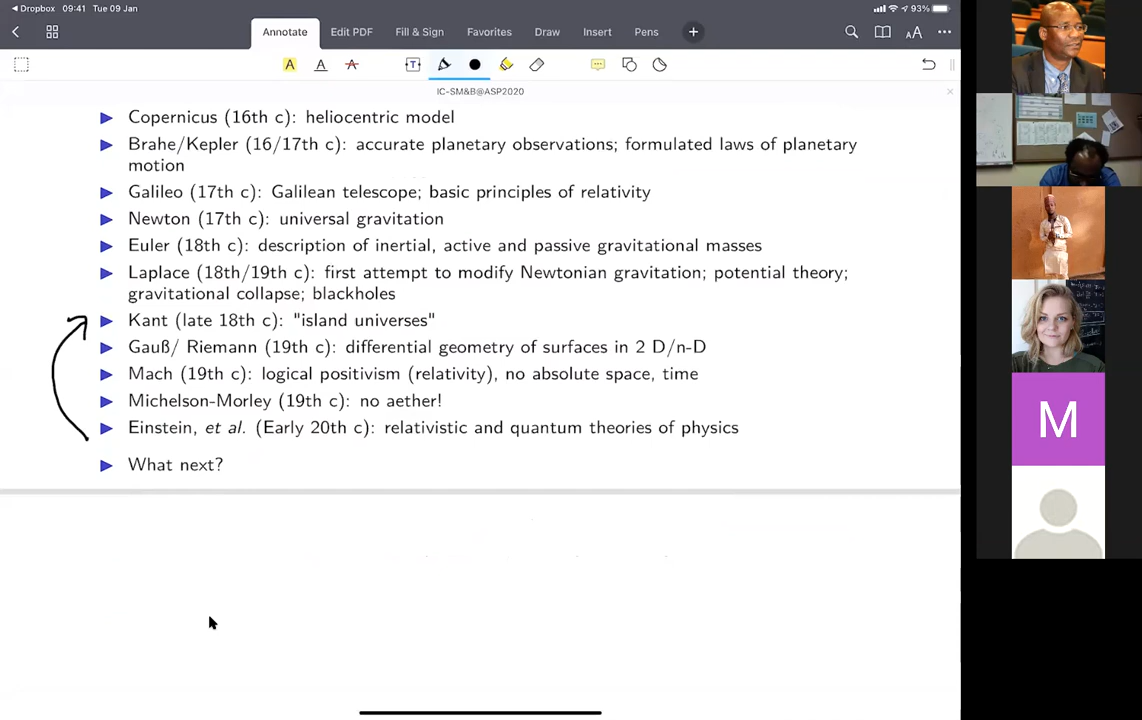 Dropbox 09:41 Tue 09 Jan 93%
Annotate Edit PDF Fill & Sign Favorites Draw Insert Pens
IC-SM&B@ASP2020
Copernicus (16th c): heliocentric model
Brahe/Kepler (16/17th c): accurate planetary observations; formulated laws of planetary
motion
Galileo (17th c): Galilean telescope; basic principles of relativity
Newton (17th c): universal gravitation
Euler (18th c): description of inertial, active and passive gravitational masses
Laplace (18th/19th c): first attempt to modify Newtonian gravitation; potential theory;
gravitational collapse; blackholes
Kant (late 18th c): "island universes"
Gauß/ Riemann (19th c): differential geometry of surfaces in 2 D/n-D
Mach (19th c): logical positivism (relativity), no absolute space, time
Michelson-Morley (19th c): no aether!
Einstein, et al. (Early 20th c): relativistic and quantum theories of physics
What next?
M